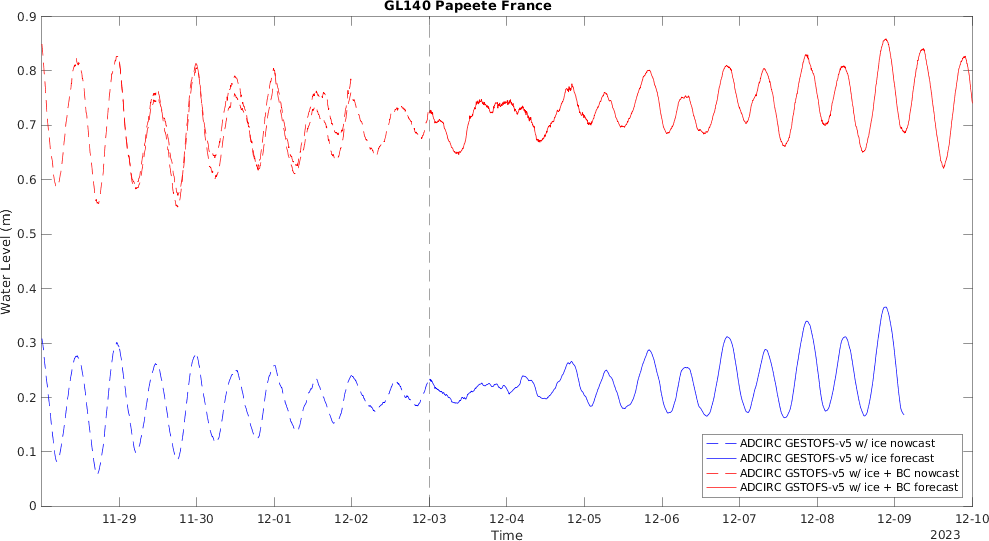 GL140 Papeete France
0.9
0.8
0.7
0.6
0.5
0.4
0.3
0.2
0.1
0
Water Level (m)
11-29 11-30 12-01 12-02 12-03 12-04 12-05 12-06 12-07 12-08 12-09 12-10
Time
2023
ADCIRC GESTOFS-v5 w/ ice nowcast
ADCIRC GESTOFS-v5 w/ ice forecast
ADCIRC GSTOFS-v5 w/ ice + BC nowcast
ADCIRC GSTOFS-v5 w/ ice + BC forecast